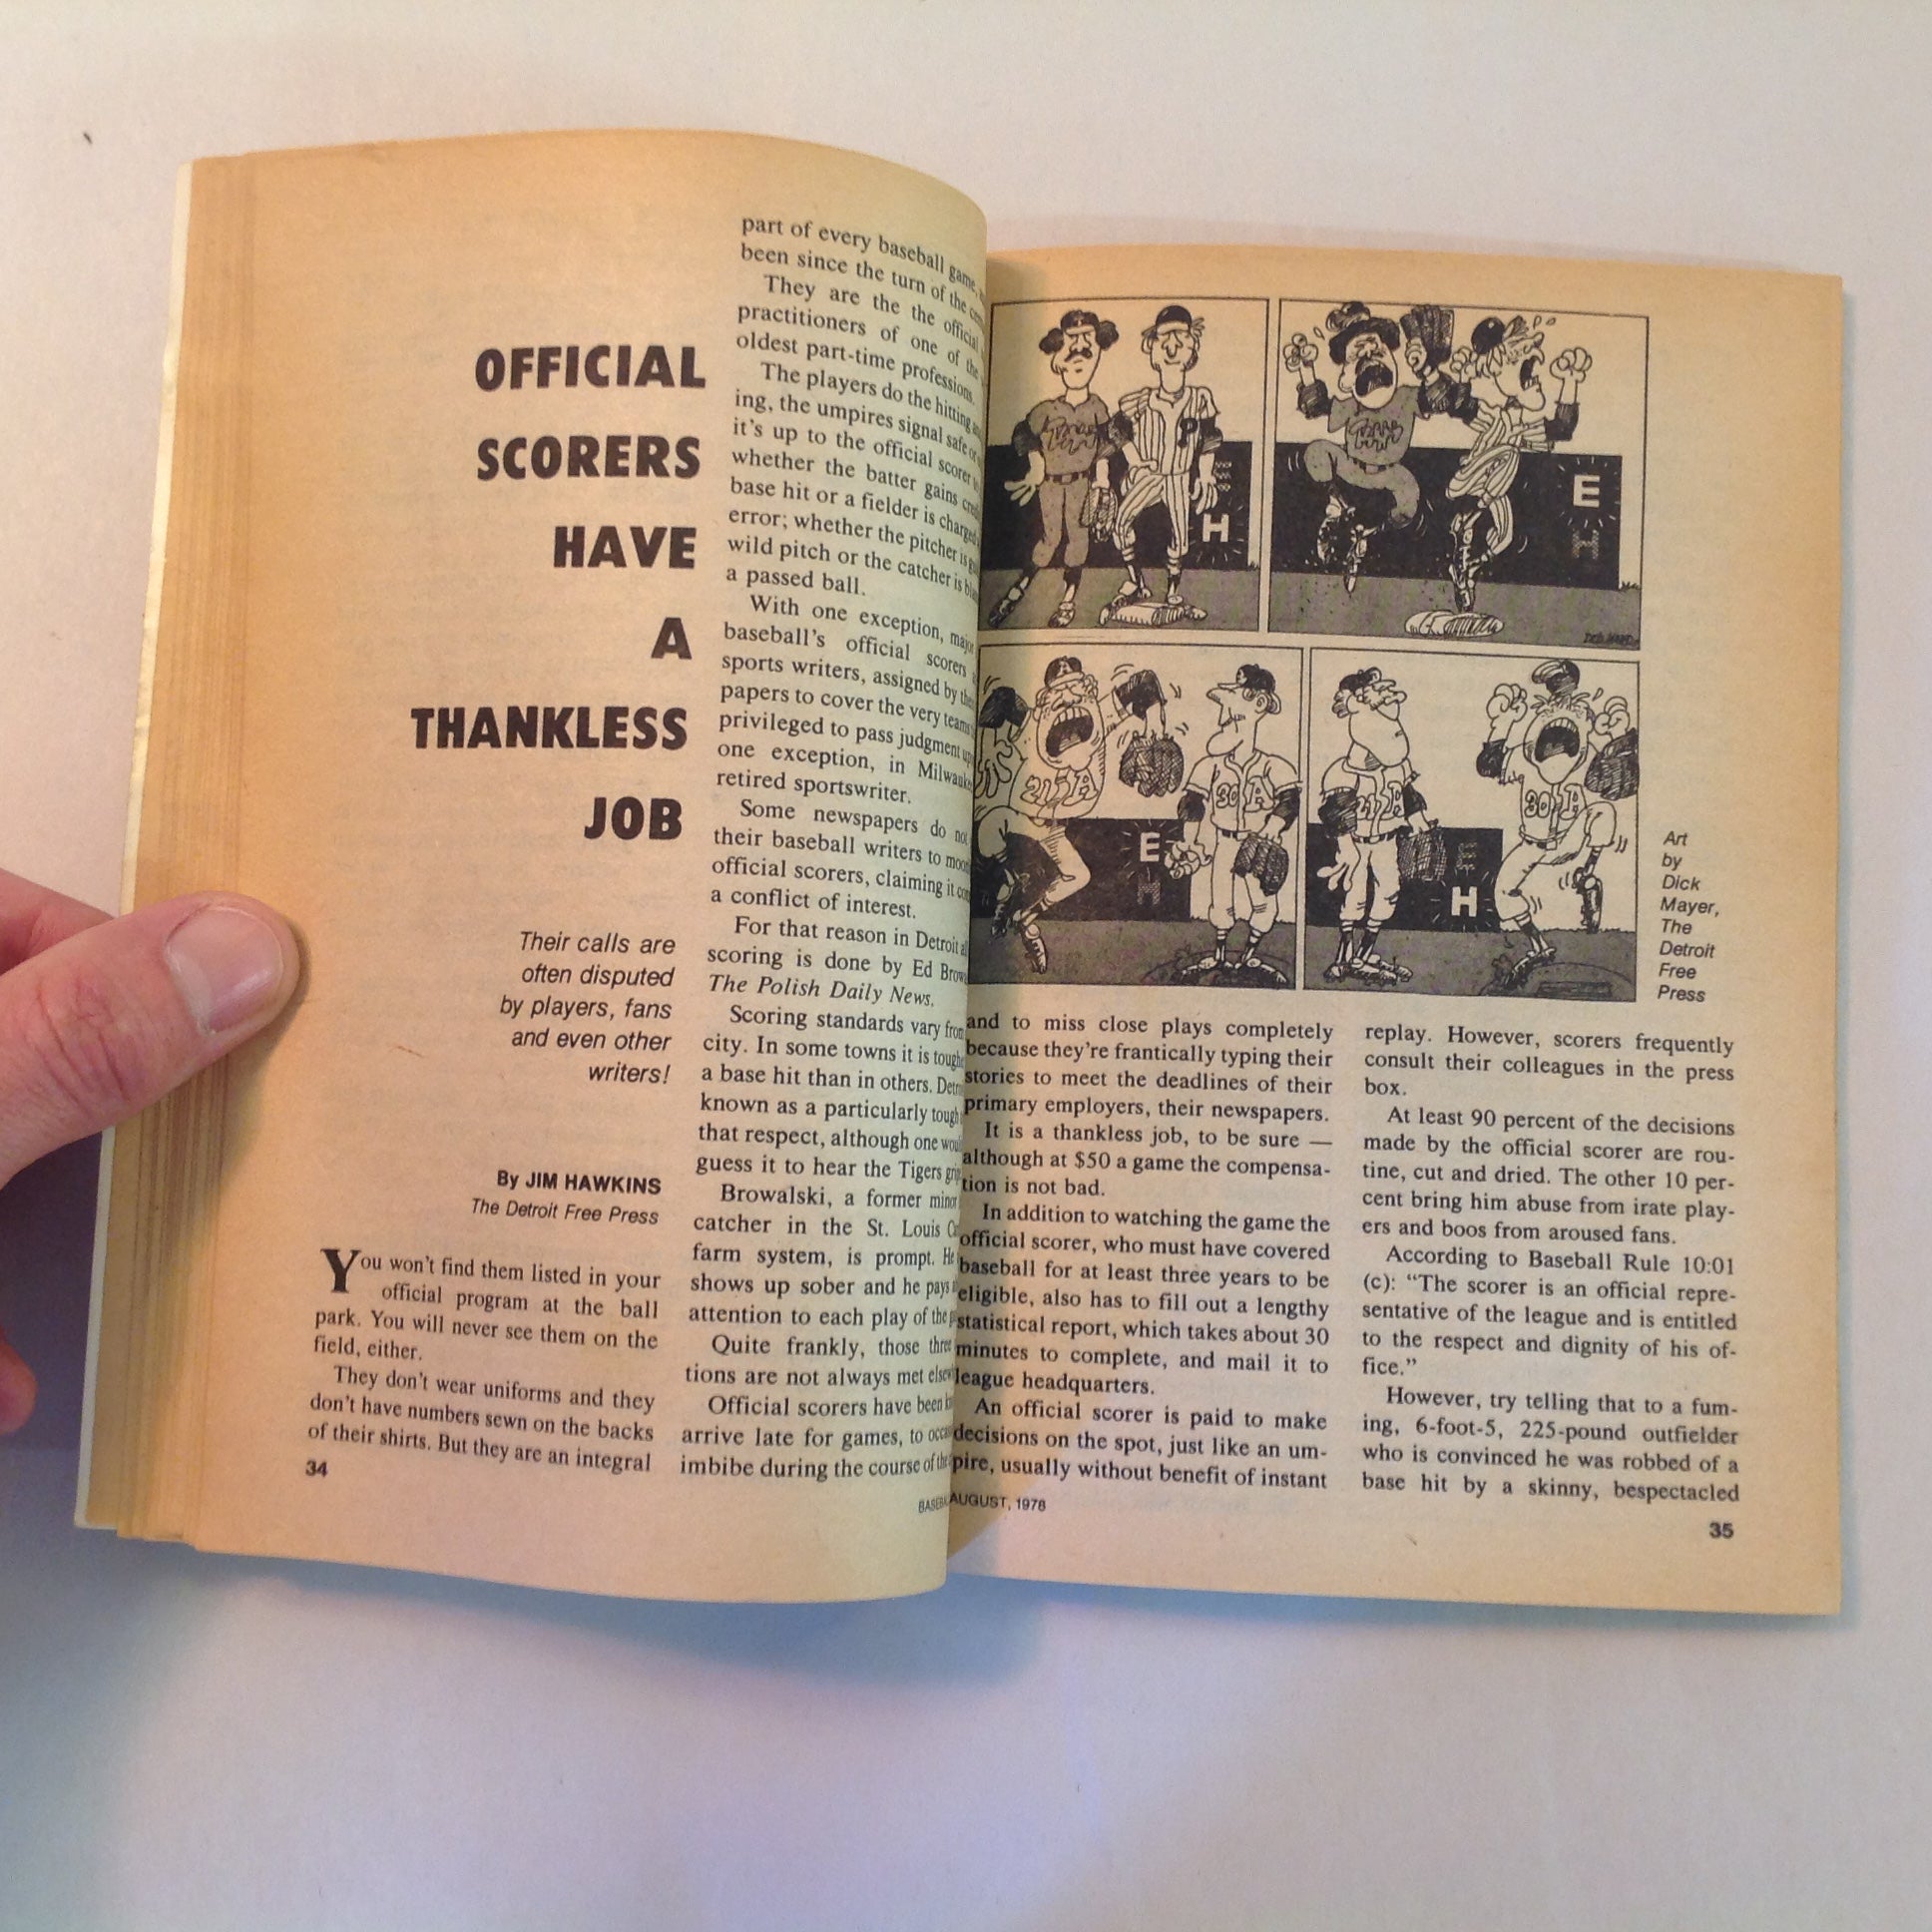 OFFICIAL
SCORERS
HAVE
A
THANKLESS
JOB
Their calls are
often disputed
by players, fans
and even other
writers!
By JIM HAWKINS
The Detroit Free Press
You won't find them listed in your
official program at the ball
park. You will never see them on the
field, either.
They don't wear uniforms and they
don't have numbers sewn on the backs
of their shirts. But they are an integral
34
part of every baseball game,
been since the turn of the
They are the the official
practitioners of one of the
oldest part-time professions.
The players do the hitting
ing, the umpires signal safe or
it's up to the official scorer
whether the batter gains
base hit or a fielder is charged
error; whether the pitcher is
wild pitch or the catcher is
a passed ball.
With one exception, major
baseball's official scorers
sports writers, assigned by
papers to cover the very teams
privileged to pass judgment
one exception, in
retired sportswriter.
Some newspapers do
their baseball writers to
official scorers, claiming it
a conflict of interest.
For that reason in Detroit
scoring is done by Ed
The Polish Daily News.
Scoring standards vary from
city. In some towns it is
a base hit than in others.
known as a particularly tough
that respect, although one
guess it to hear the Tigers
Browalski, a former minor
catcher in the St. Louis
farm system, is prompt. He
shows up sober and he pays
attention to each play of the
Quite frankly, those three
tions are not always met
Official scorers have been
arrive late for games, to
imbibe during the course of the
H
E
H
E
H
21 A
30 A
E
H
21 A
30 A
Art
by
Dick
Mayer,
The
Detroit
Free
Press
and to miss close plays completely
because they're frantically typing their
stories to meet the deadlines of their
primary employers, their newspapers.
It is a thankless job, to be sure —
although at $50 a game the compensa-
tion is not bad.
In addition to watching the game the
official scorer, who must have covered
baseball for at least three years to be
eligible, also has to fill out a lengthy
statistical report, which takes about 30
minutes to complete, and mail it to
league headquarters.
An official scorer is paid to make
decisions on the spot, just like an um-
pire, usually without benefit of instant
AUGUST, 1978
replay. However, scorers frequently
consult their colleagues in the press
box.
At least 90 percent of the decisions
made by the official scorer are rou-
tine, cut and dried. The other 10 per-
cent bring him abuse from irate play-
ers and boos from aroused fans.
According to Baseball Rule 10:01
(c): "The scorer is an official repre-
sentative of the league and is entitled
to the respect and dignity of his of-
fice."
However, try telling that to a fum-
ing, 6-foot-5, 225-pound outfielder
who is convinced he was robbed of a
base hit by a skinny, bespectacled
35